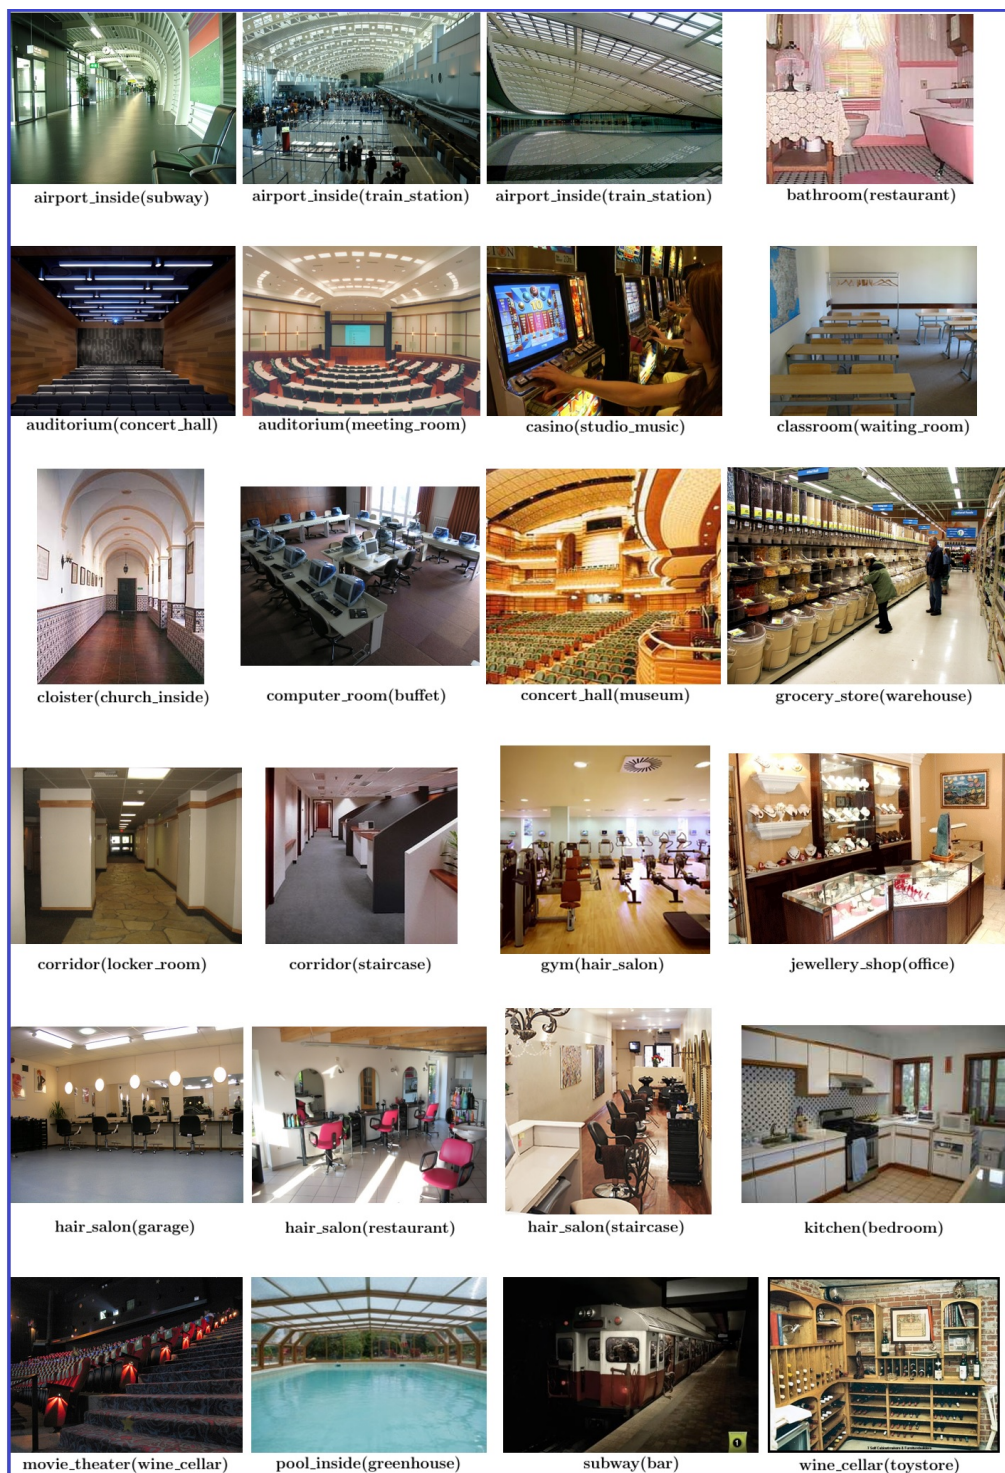 airport_inside(subway)
airport_inside(train_station)
airport_inside(train_station)
bathroom(restaurant)
auditorium(concert_hall)
auditorium(meeting_room)
casino(studio_music)
classroom(waiting_room)
cloister(church_inside)
computer_room(buffet)
concert_hall(museum)
grocery_store(warehouse)
corridor(locker_room)
corridor(staircase)
gym(hair_salon)
jewellery_shop(office)
hair_salon(garage)
hair_salon(restaurant)
hair_salon(staircase)
kitchen(bedroom)
movie_theater(wine_cellar)
pool_inside(greenhouse)
subway(bar)
wine_cellar(toystore)